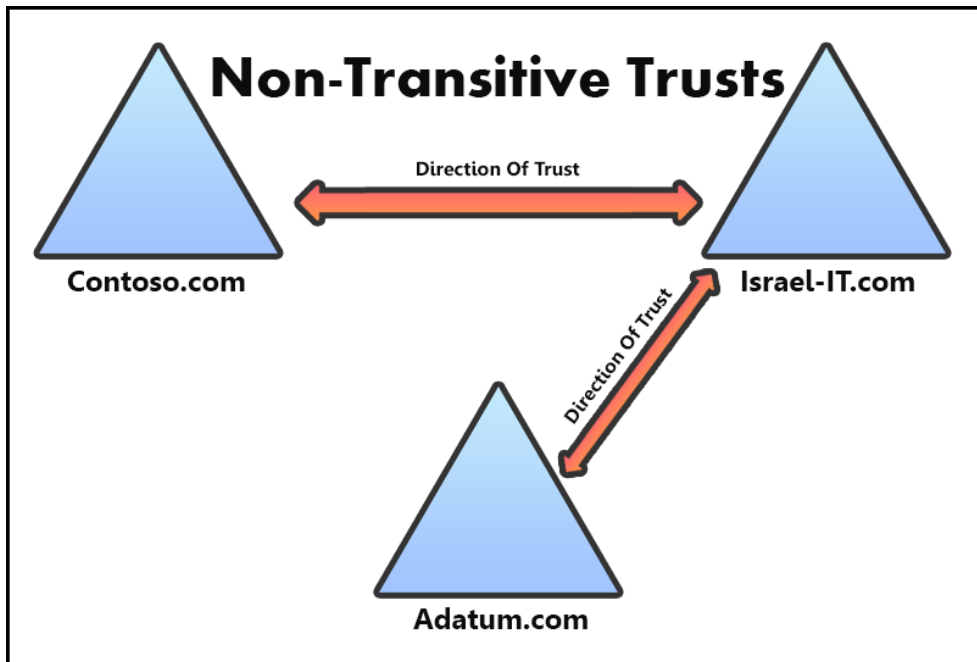 Non-Transitive Trusts
Direction Of Trust
Contoso.com
Israel-IT.com
Direction Of Trust
Adatum.com